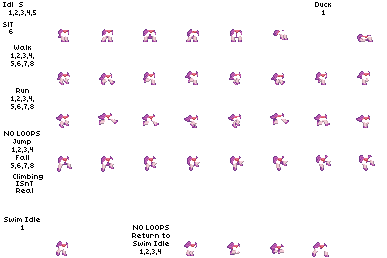 Idl S
1,2,3,4,5
Duck
1
SIT
6
Walk
1,2,3,4,
5,6,7,8
Run
1,2,3,4,
5,6,7,8
NO LOOPS
Jump
1,2,3,4
Fall
5,6,7,8
Climbing
ISnT
Real
Swim Idle
1
NO LOOPS
Return to
Swim Idle
1,2,3,4